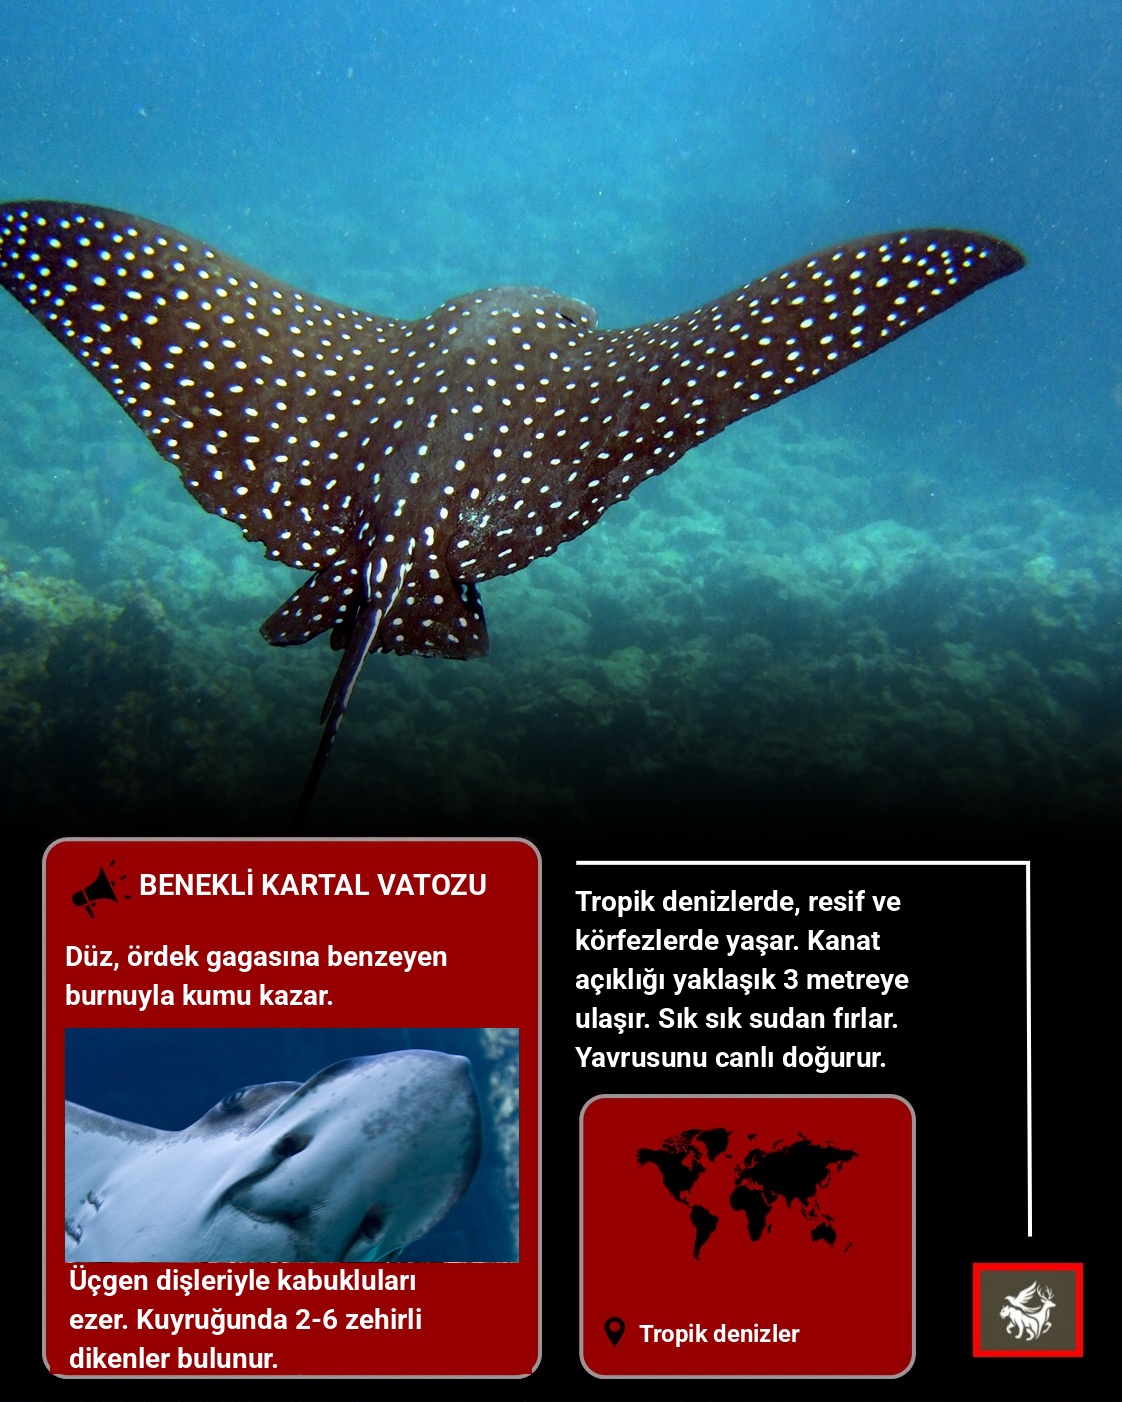 BENEKLİ KARTAL VATOZU
Düz, ördek gagasına benzeyen
burnuyla kumu kazar.
Üçgen dişleriyle kabukluları
ezer. Kuyruğunda 2-6 zehirli
dikenler bulunur.
Tropik denizlerde, resif ve
körfezlerde yaşar. Kanat
açıklığı yaklaşık 3 metreye
ulaşır. Sık sık sudan fırlar.
Yavrusunu canlı doğurur.
Tropik denizler